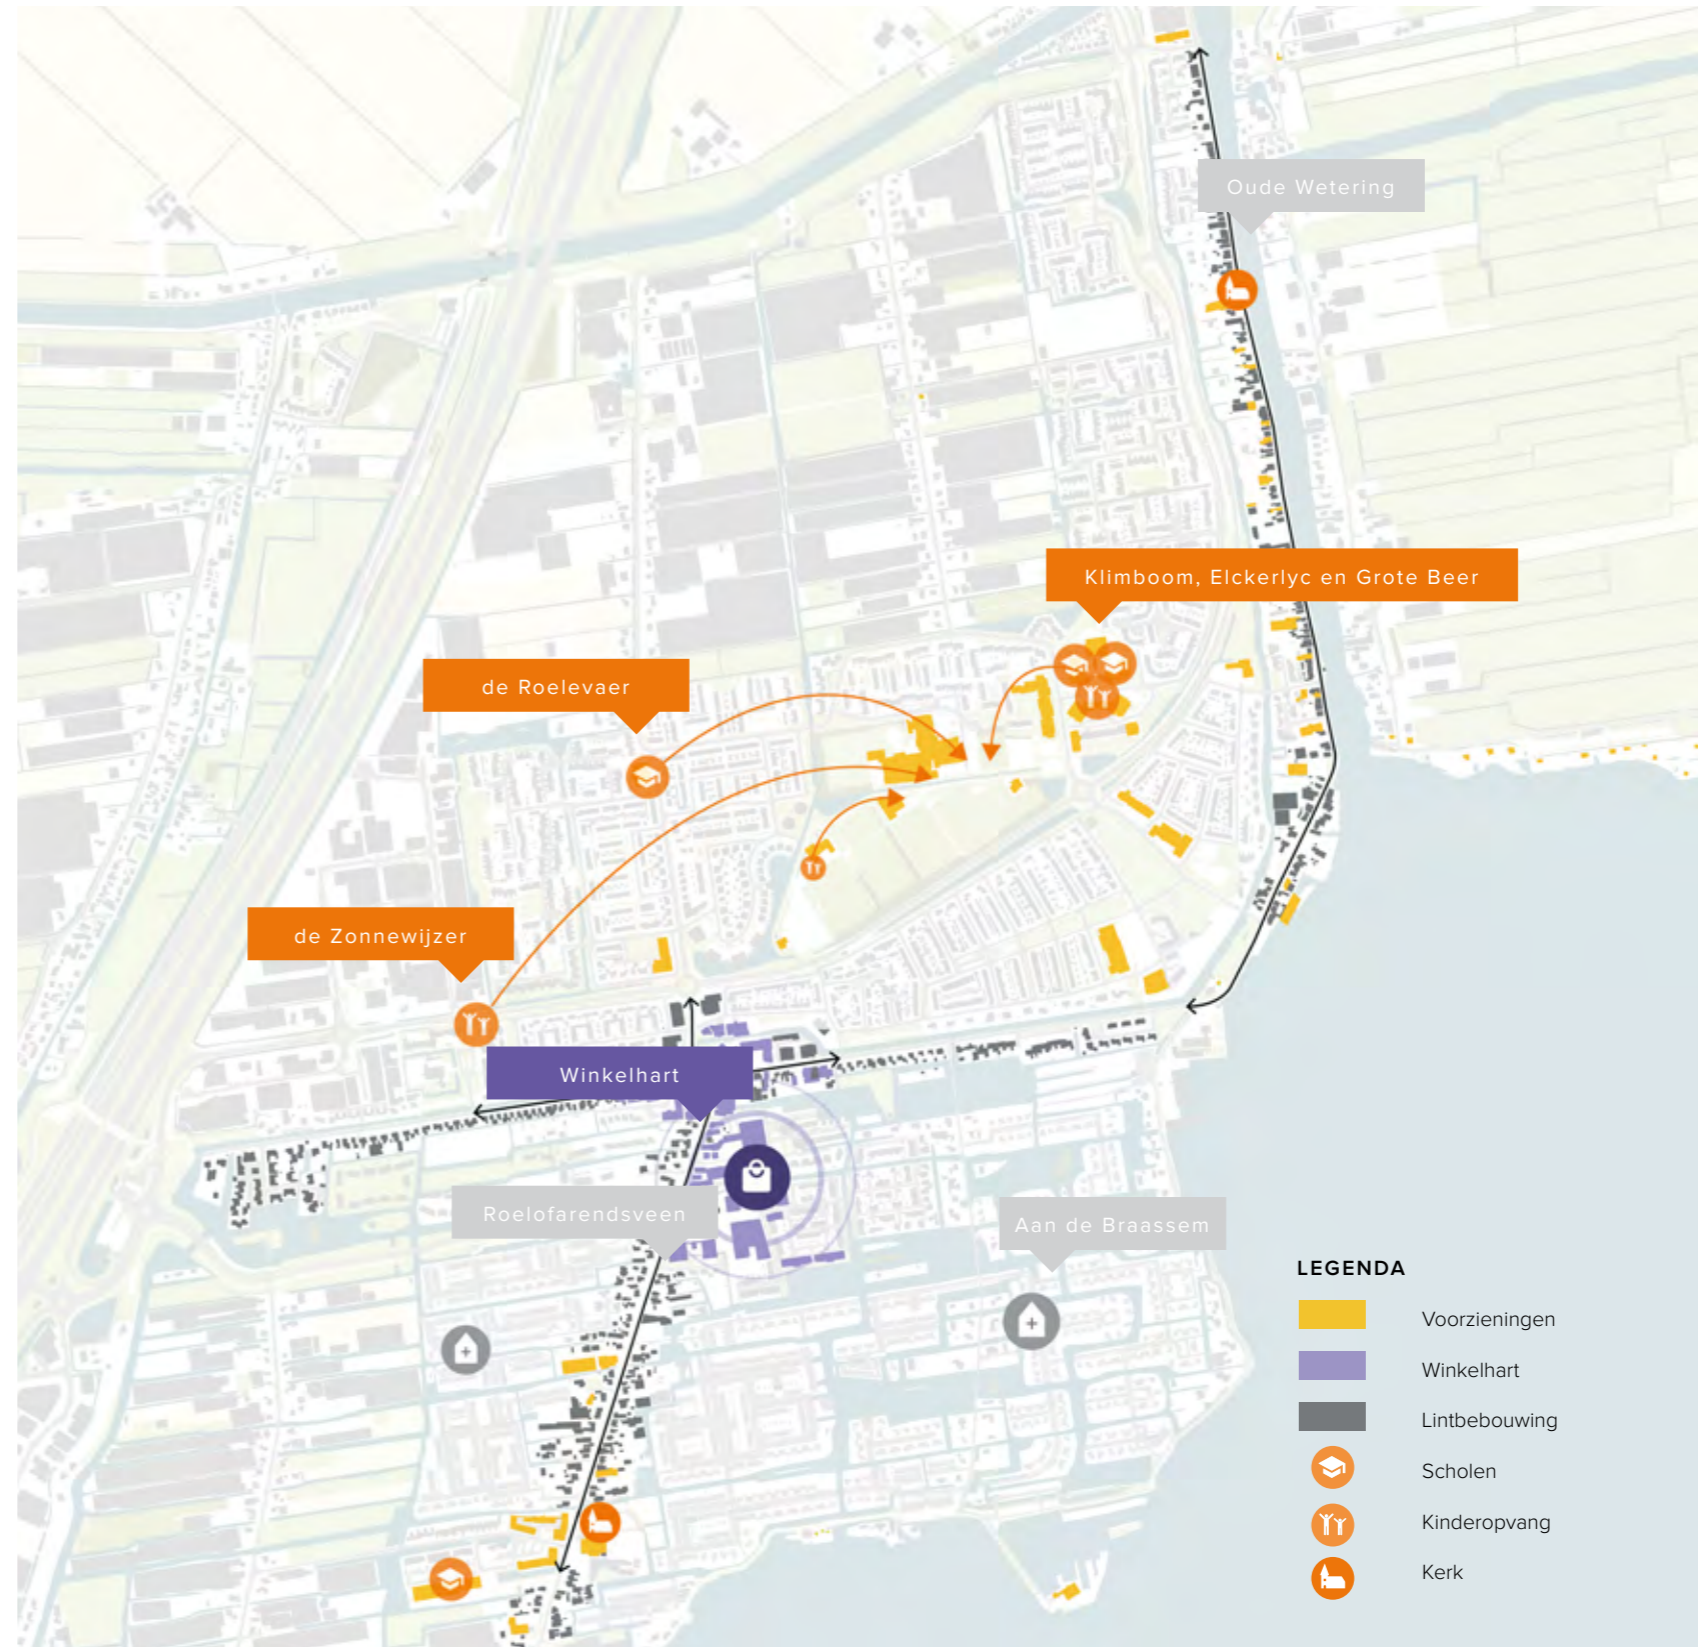 Oude Wetering
Klimboom, Elckerlyc en Grote Beer
de Roelevaer
de Zonnewijzer
Winkelhart
Roelofarendsveen
Aan de Braassem
LEGENDA
Voorzieningen
Winkelhart
Lintbebouwing
Scholen
Kinderopvang
Kerk